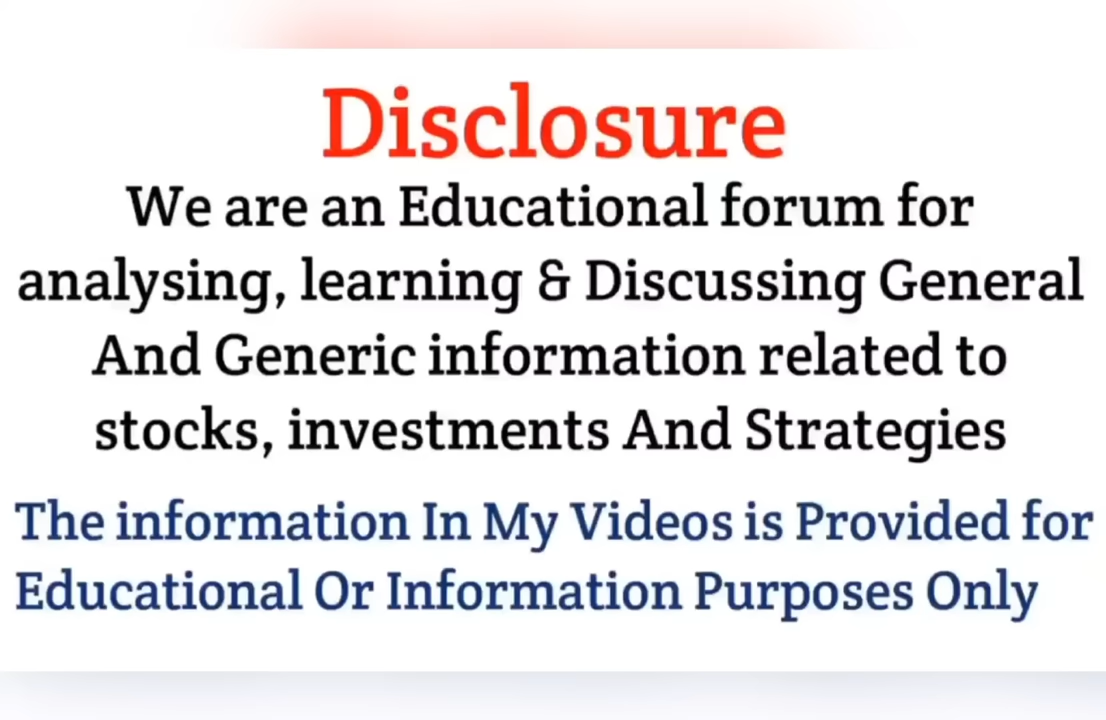 Disclosure
We are an Educational forum for
analysing, learning & Discussing General
And Generic information related to
stocks, investments And Strategies
The information In My Videos is Provided for
Educational Or Information Purposes Only